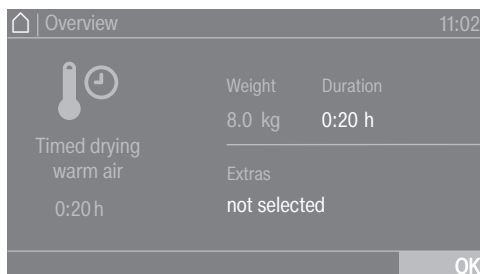 | Overview 11:02
Weight Duration
8.0 kg 0:20 h
Timed drying
warm air
0:20 h
Extras
not selected
OK